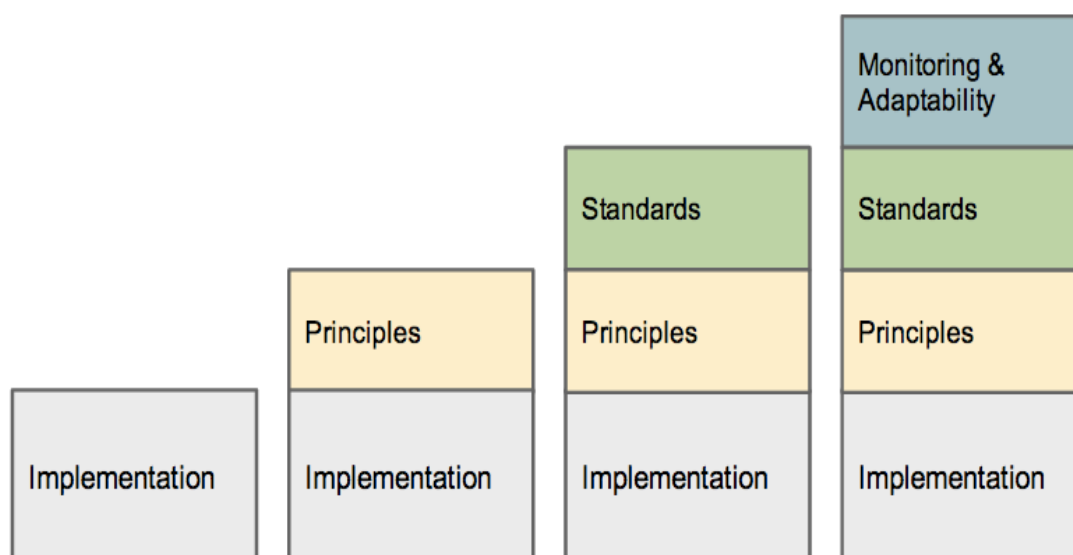 Monitoring &
Adaptability
Standards
Standards
Principles
Principles
Principles
Implementation
Implementation
Implementation
Implementation